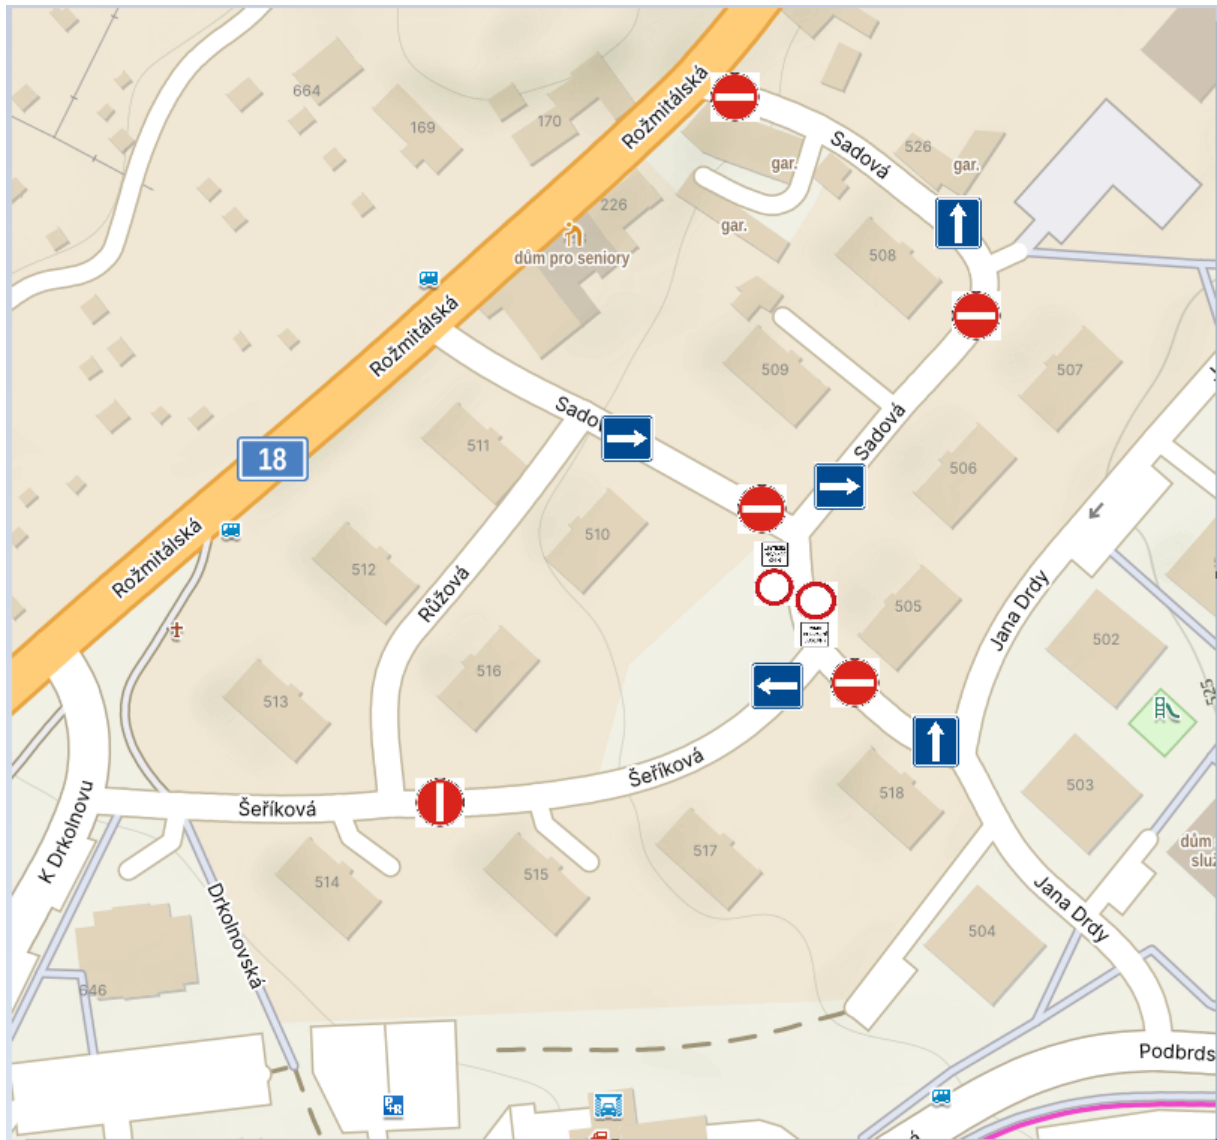 664
169
170
Rožmitálská
Sadová
526
gar.
gar.
226
gar.
dům pro seniory
508
Rožmitálská
509
507
Sadová
511
18
506
510
Rožmitálská
512
Růžová
505
Jana Drdy
502
516
513
525
Šeříková
503
518
K Drkolnovu
Šeříková
517
514
515
dům
služ
Drkolnovská
Jana Drdy
504
646
Podbrds
P+R